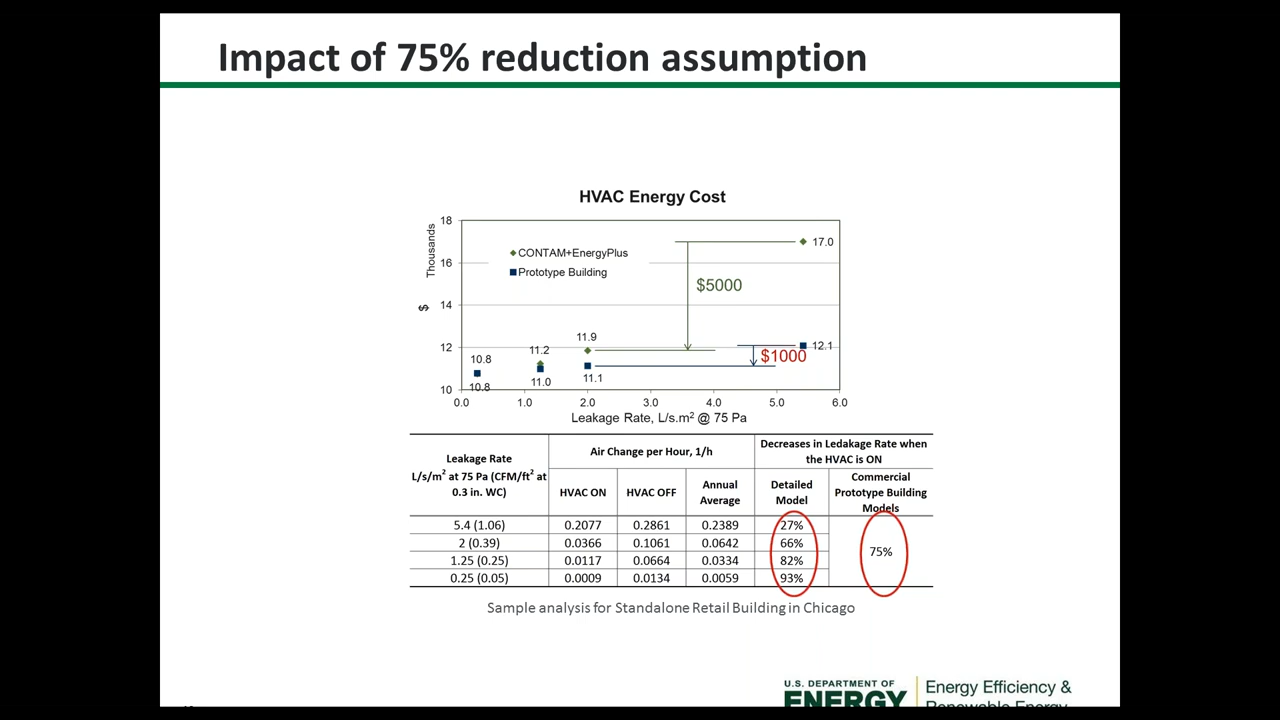 Impact of 75% reduction assumption
HVAC Energy Cost
Thousands
$
18
16
14
12
10
CONTAM+EnergyPlus
Prototype Building
17.0
$5000
11.9
12.1
$1000
11.2
10.8
10.8
11.0
11.1
0.0 1.0 2.0 3.0 4.0 5.0 6.0
Leakage Rate, L/s.m² @ 75 Pa
Leakage Rate
L/s/m² at 75 Pa (CFM/ft² at
0.3 in. WC)
Air Change per Hour, 1/h
Decreases in Ledakage Rate when
the HVAC is ON
HVAC ON
HVAC OFF
Annual
Average
Detailed
Model
Commercial
Prototype Building
Models
5.4 (1.06) 0.2077 0.2861 0.2389 27%
2 (0.39) 0.0366 0.1061 0.0642 66%
75%
1.25 (0.25) 0.0117 0.0664 0.0334 82%
0.25 (0.05) 0.0009 0.0134 0.0059 93%
Sample analysis for Standalone Retail Building in Chicago
U.S. DEPARTMENT OF
ENERGY
Energy Efficiency &
Renewable Energy